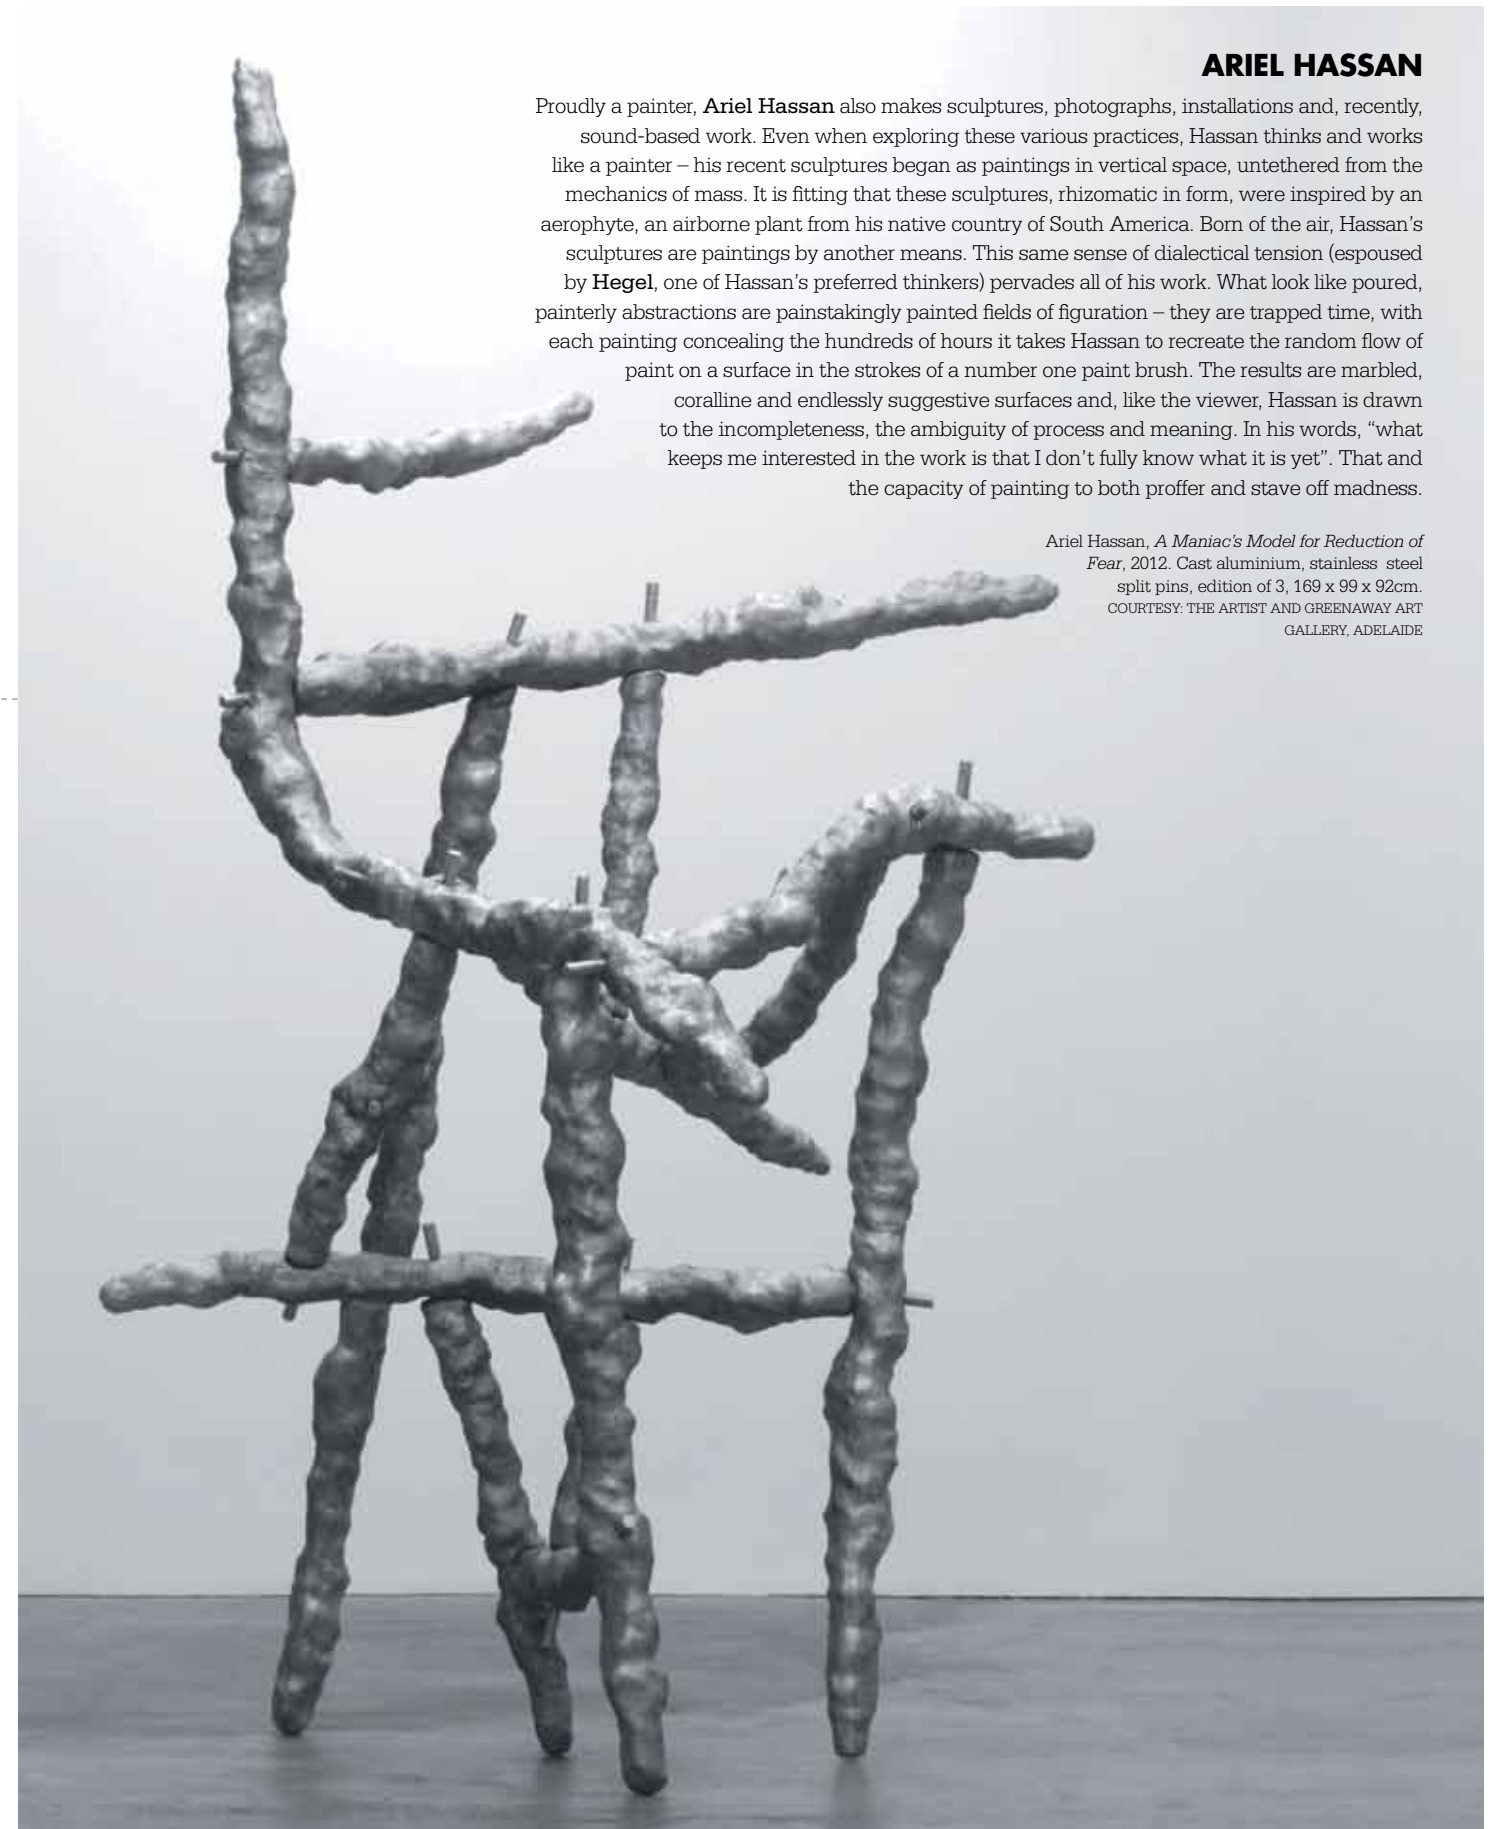 ARIEL HASSAN
Proudly a painter, Ariel Hassan also makes sculptures, photographs, installations and, recently,
sound-based work. Even when exploring these various practices, Hassan thinks and works
like a painter – his recent sculptures began as paintings in vertical space, untethered from the
mechanics of mass. It is fitting that these sculptures, rhizomatic in form, were inspired by an
aerophyte, an airborne plant from his native country of South America. Born of the air, Hassan's
sculptures are paintings by another means. This same sense of dialectical tension (espoused
by Hegel, one of Hassan's preferred thinkers) pervades all of his work. What look like poured,
painterly abstractions are painstakingly painted fields of figuration – they are trapped time, with
each painting concealing the hundreds of hours it takes Hassan to recreate the random flow of
paint on a surface in the strokes of a number one paint brush. The results are marbled,
coralline and endlessly suggestive surfaces and, like the viewer, Hassan is drawn
to the incompleteness, the ambiguity of process and meaning. In his words, “what
keeps me interested in the work is that I don't fully know what it is yet”. That and
the capacity of painting to both proffer and stave off madness.
Ariel Hassan, A Maniac's Model for Reduction of
Fear, 2012. Cast aluminium, stainless steel
split pins, edition of 3, 169 x 99 x 92cm.
COURTESY: THE ARTIST AND GREENAWAY ART
GALLERY, ADELAIDE